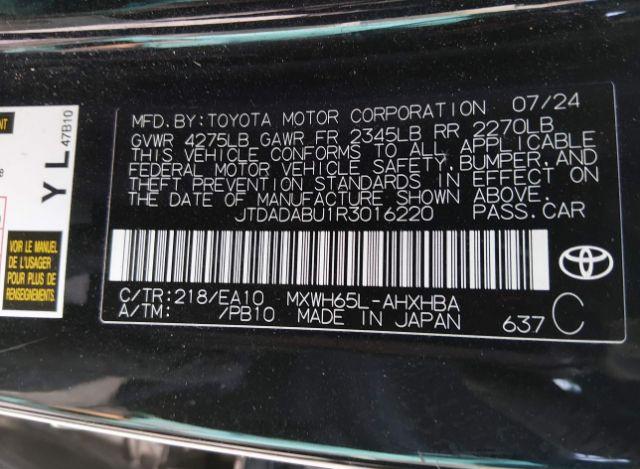 MFD.BY:TOYOTA MOTOR CORPORATION 07/24
GVWR 4275LB GAWR FR 2345LB RR 2270LB
THIS VEHICLE CONFORMS TO ALL APPLICABLE
FEDERAL MOTOR VEHICLE SAFETY, BUMPER, AND
THEFT PREVENTION STANDARDS IN EFFECT ON
THE DATE OF MANUFACTURE SHOWN ABOVE.
JTDADABU1R3016220 PASS.CAR
C/TR:218/EA10 MXWH65L-AHXHBA
A/TM: /PB10 MADE IN JAPAN 637 C
YL
47B10
VOIR LE MANUEL
DE L'USAGER
POUR PLUS DE
RENSEIGNEMENTS